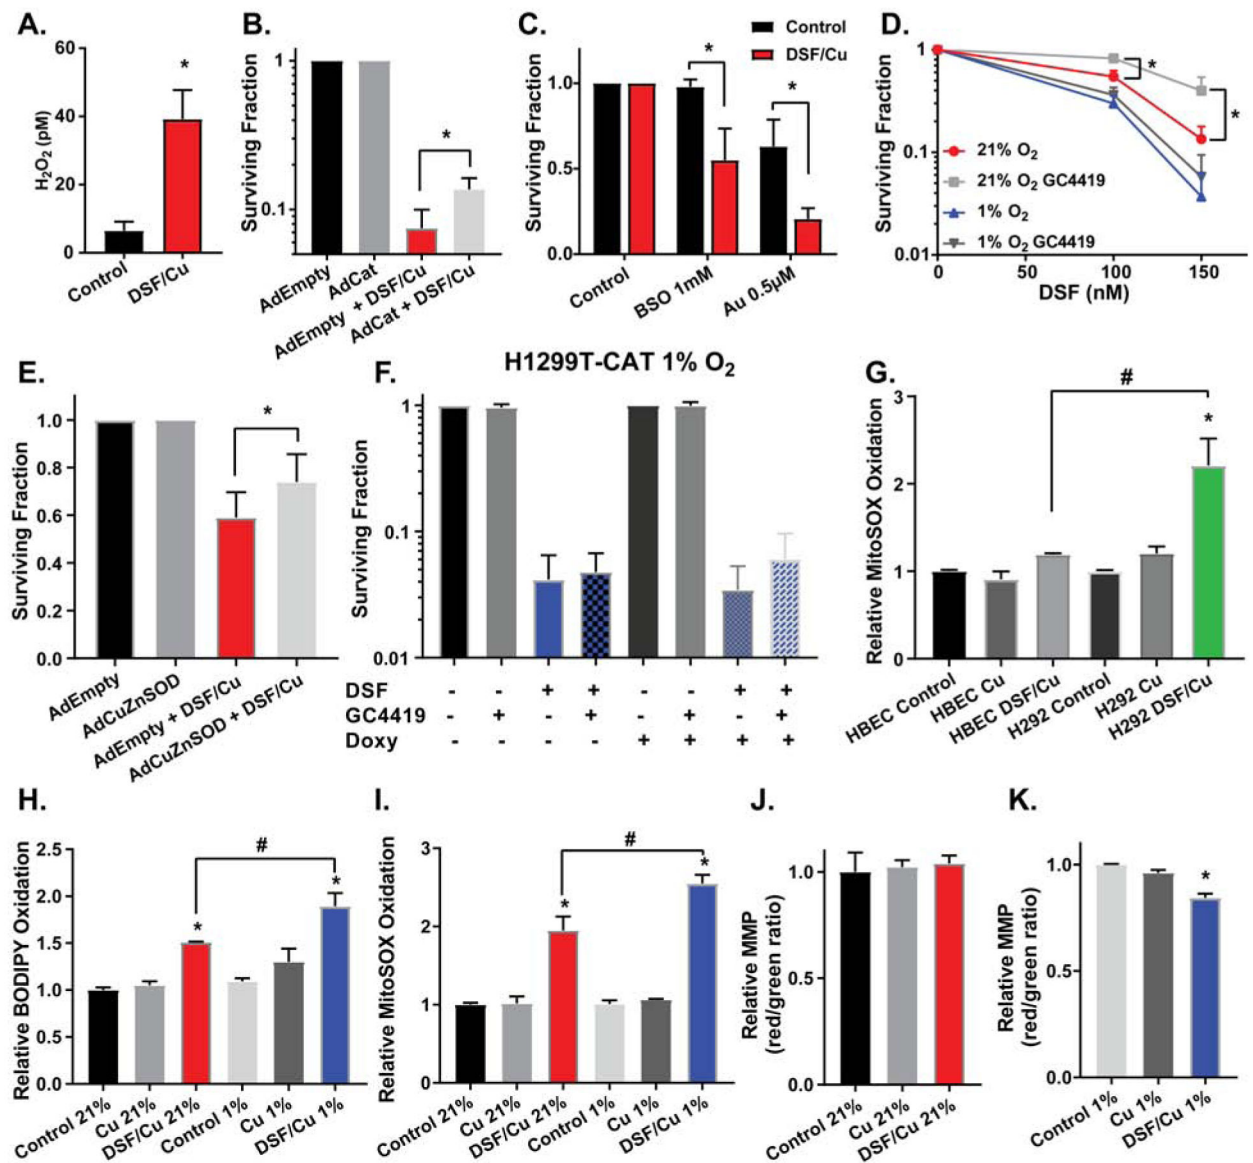 A.
60
40
20
0
H2O2 (pM)
*
Control
DSF/Cu
B.
1
0.1
Surviving Fraction
*
AdEmpty
AdCat
AdEmpty + DSF/Cu
AdCat + DSF/Cu
C.
Control
DSF/Cu
1.0
0.5
0.0
Surviving Fraction
*
*
Control
BSO 1mM
Au 0.5µM
D.
1
0.1
0.01
Surviving Fraction
*
*
21% O2
21% O2 GC4419
1% O2
1% O2 GC4419
0
50
100
150
DSF (nM)
E.
1.0
0.8
0.6
0.4
0.2
0.0
Surviving Fraction
*
AdEmpty
AdCuZnSOD
AdEmpty + DSF/Cu
AdCuZnSOD + DSF/Cu
F.
H1299T-CAT 1% O2
1
0.1
0.01
Surviving Fraction
DSF - - + + - - + +
GC4419 - + - + - + - +
Doxy - - - - + + + +
G.
3
2
1
0
Relative MitoSOX Oxidation
#
*
HBEC Control
HBEC Cu
HBEC DSF/Cu
H292 Control
H292 Cu
H292 DSF/Cu
H.
2.5
2.0
1.5
1.0
0.5
0.0
Relative BODIPY Oxidation
#
*
*
Control 21%
Cu 21%
DSF/Cu 21%
Control 1%
Cu 1%
DSF/Cu 1%
I.
3
2
1
0
Relative MitoSOX Oxidation
#
*
*
Control 21%
Cu 21%
DSF/Cu 21%
Control 1%
Cu 1%
DSF/Cu 1%
J.
1.0
0.5
0.0
Relative MMP
(red/green ratio)
Control 21%
Cu 21%
DSF/Cu 21%
K.
1.0
0.5
0.0
Relative MMP
(red/green ratio)
*
Control 1%
Cu 1%
DSF/Cu 1%